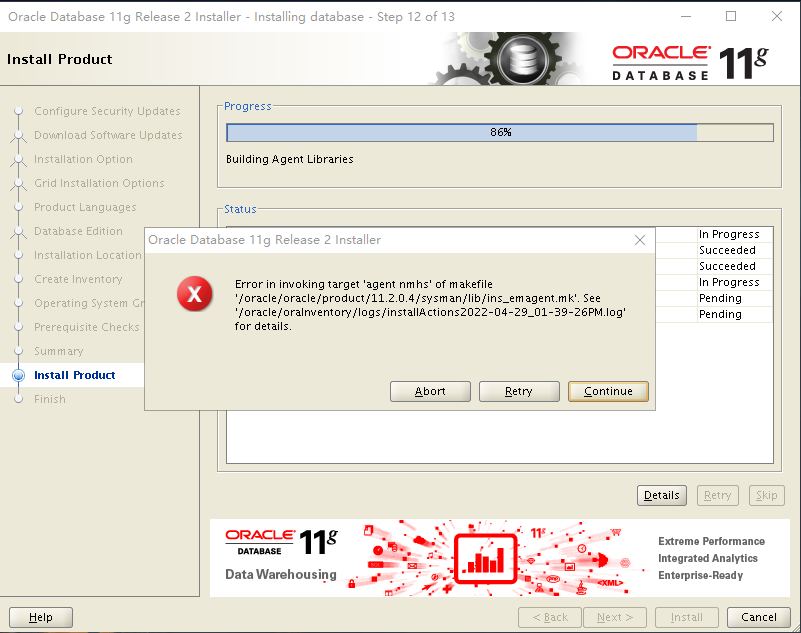 Oracle Database 11g Release 2 Installer - Installing database - Step 12 of 13
Install Product
ORACLE
DATABASE
11g
Configure Security Updates
Download Software Updates
Installation Option
Grid Installation Options
Product Languages
Database Edition
Installation Location
Create Inventory
Operating System Gr
Prerequisite Checks
Summary
Install Product
Finish
Progress
86%
Building Agent Libraries
Status
In Progress
Succeeded
Succeeded
In Progress
Pending
Pending
Oracle Database 11g Release 2 Installer
Error in invoking target 'agent nmhs' of makefile
'/oracle/oracle/product/11.2.0.4/sysman/lib/ins_emagent.mk'. See
'/oracle/oraInventory/logs/installActions2022-04-29_01-39-26PM.log'
for details.
Abort
Retry
Continue
Details
Retry
Skip
ORACLE
DATABASE
11g
Data Warehousing
11g
<XML>
Extreme Performance
Integrated Analytics
Enterprise-Ready
Help
< Back
Next >
Install
Cancel